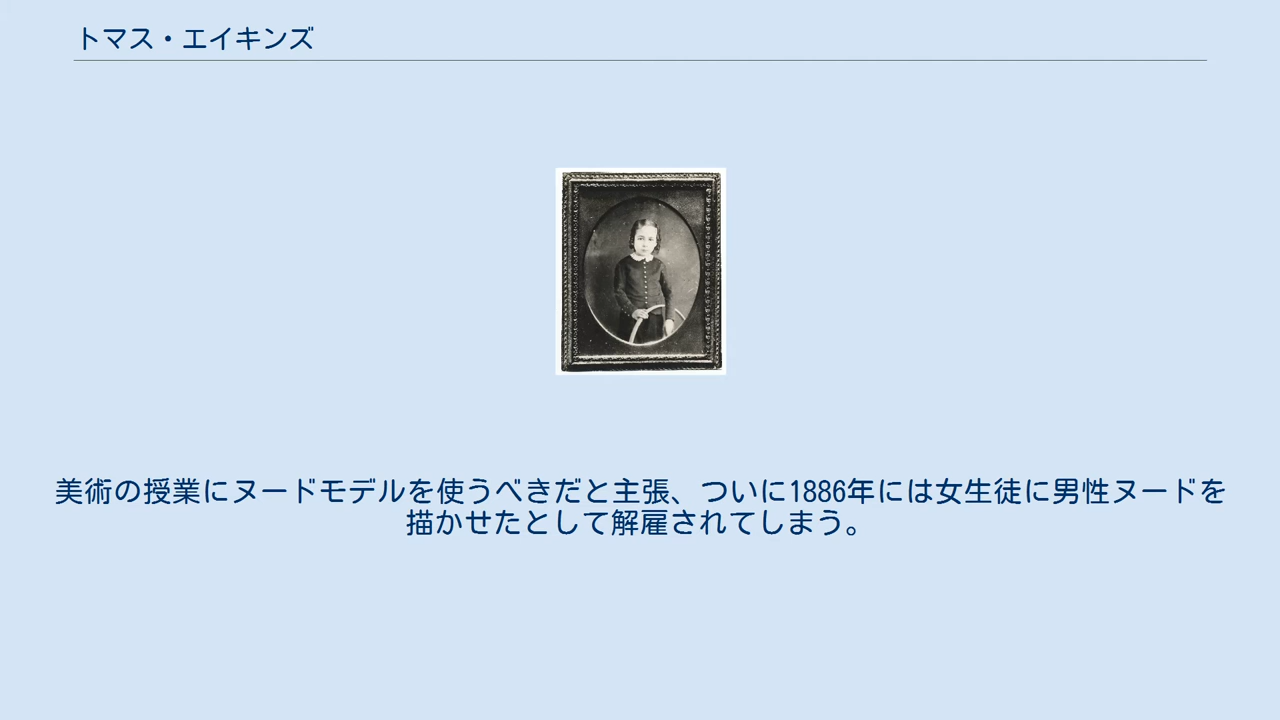 トマス・エイキンズ
美術の授業にヌードモデルを使うべきだと主張、ついに1886年には女生徒に男性ヌードを
描かせたとして解雇されてしまう。